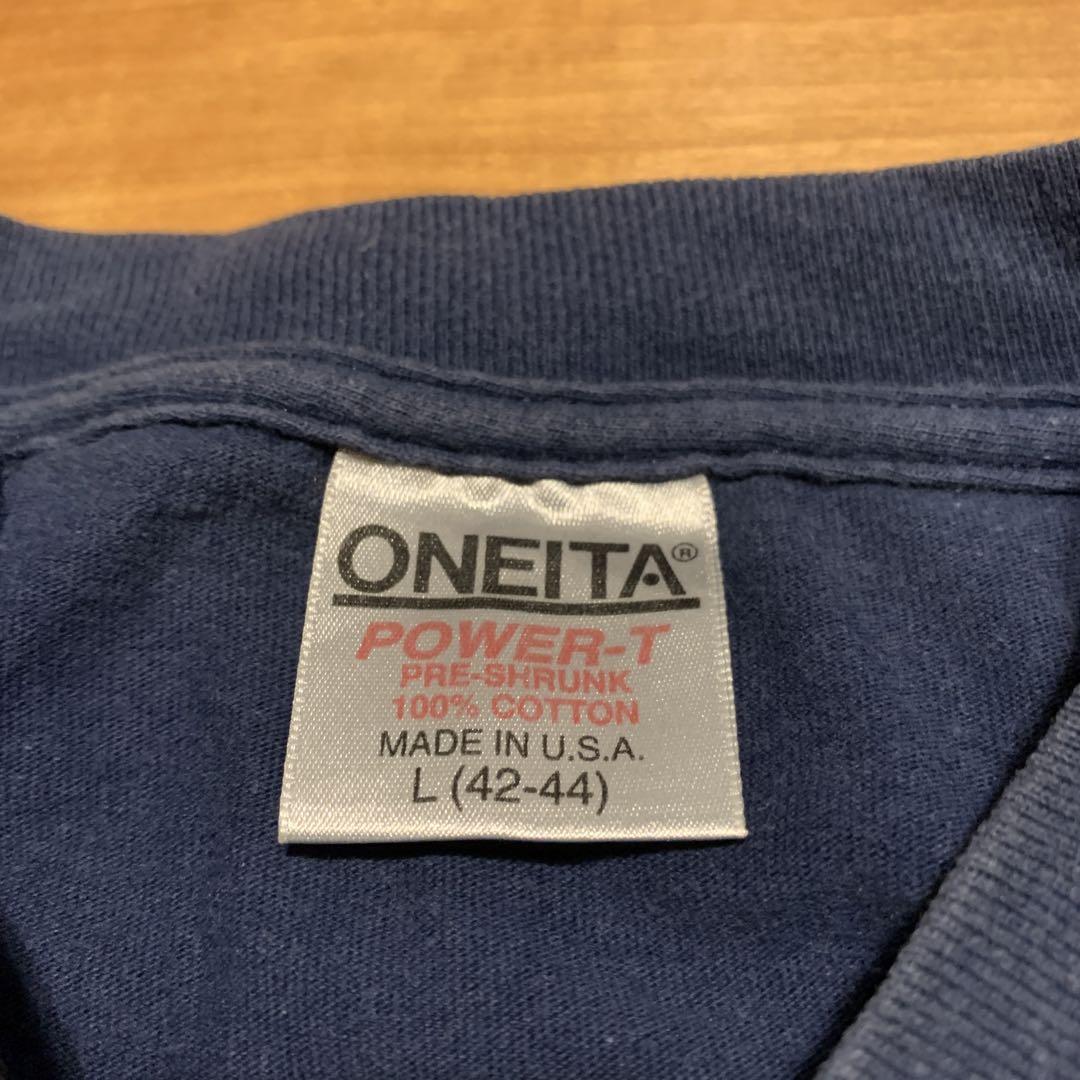 ONEITA®
POWER-T
PRE-SHRUNK
100% COTTON
MADE IN U.S.A.
L (42-44)